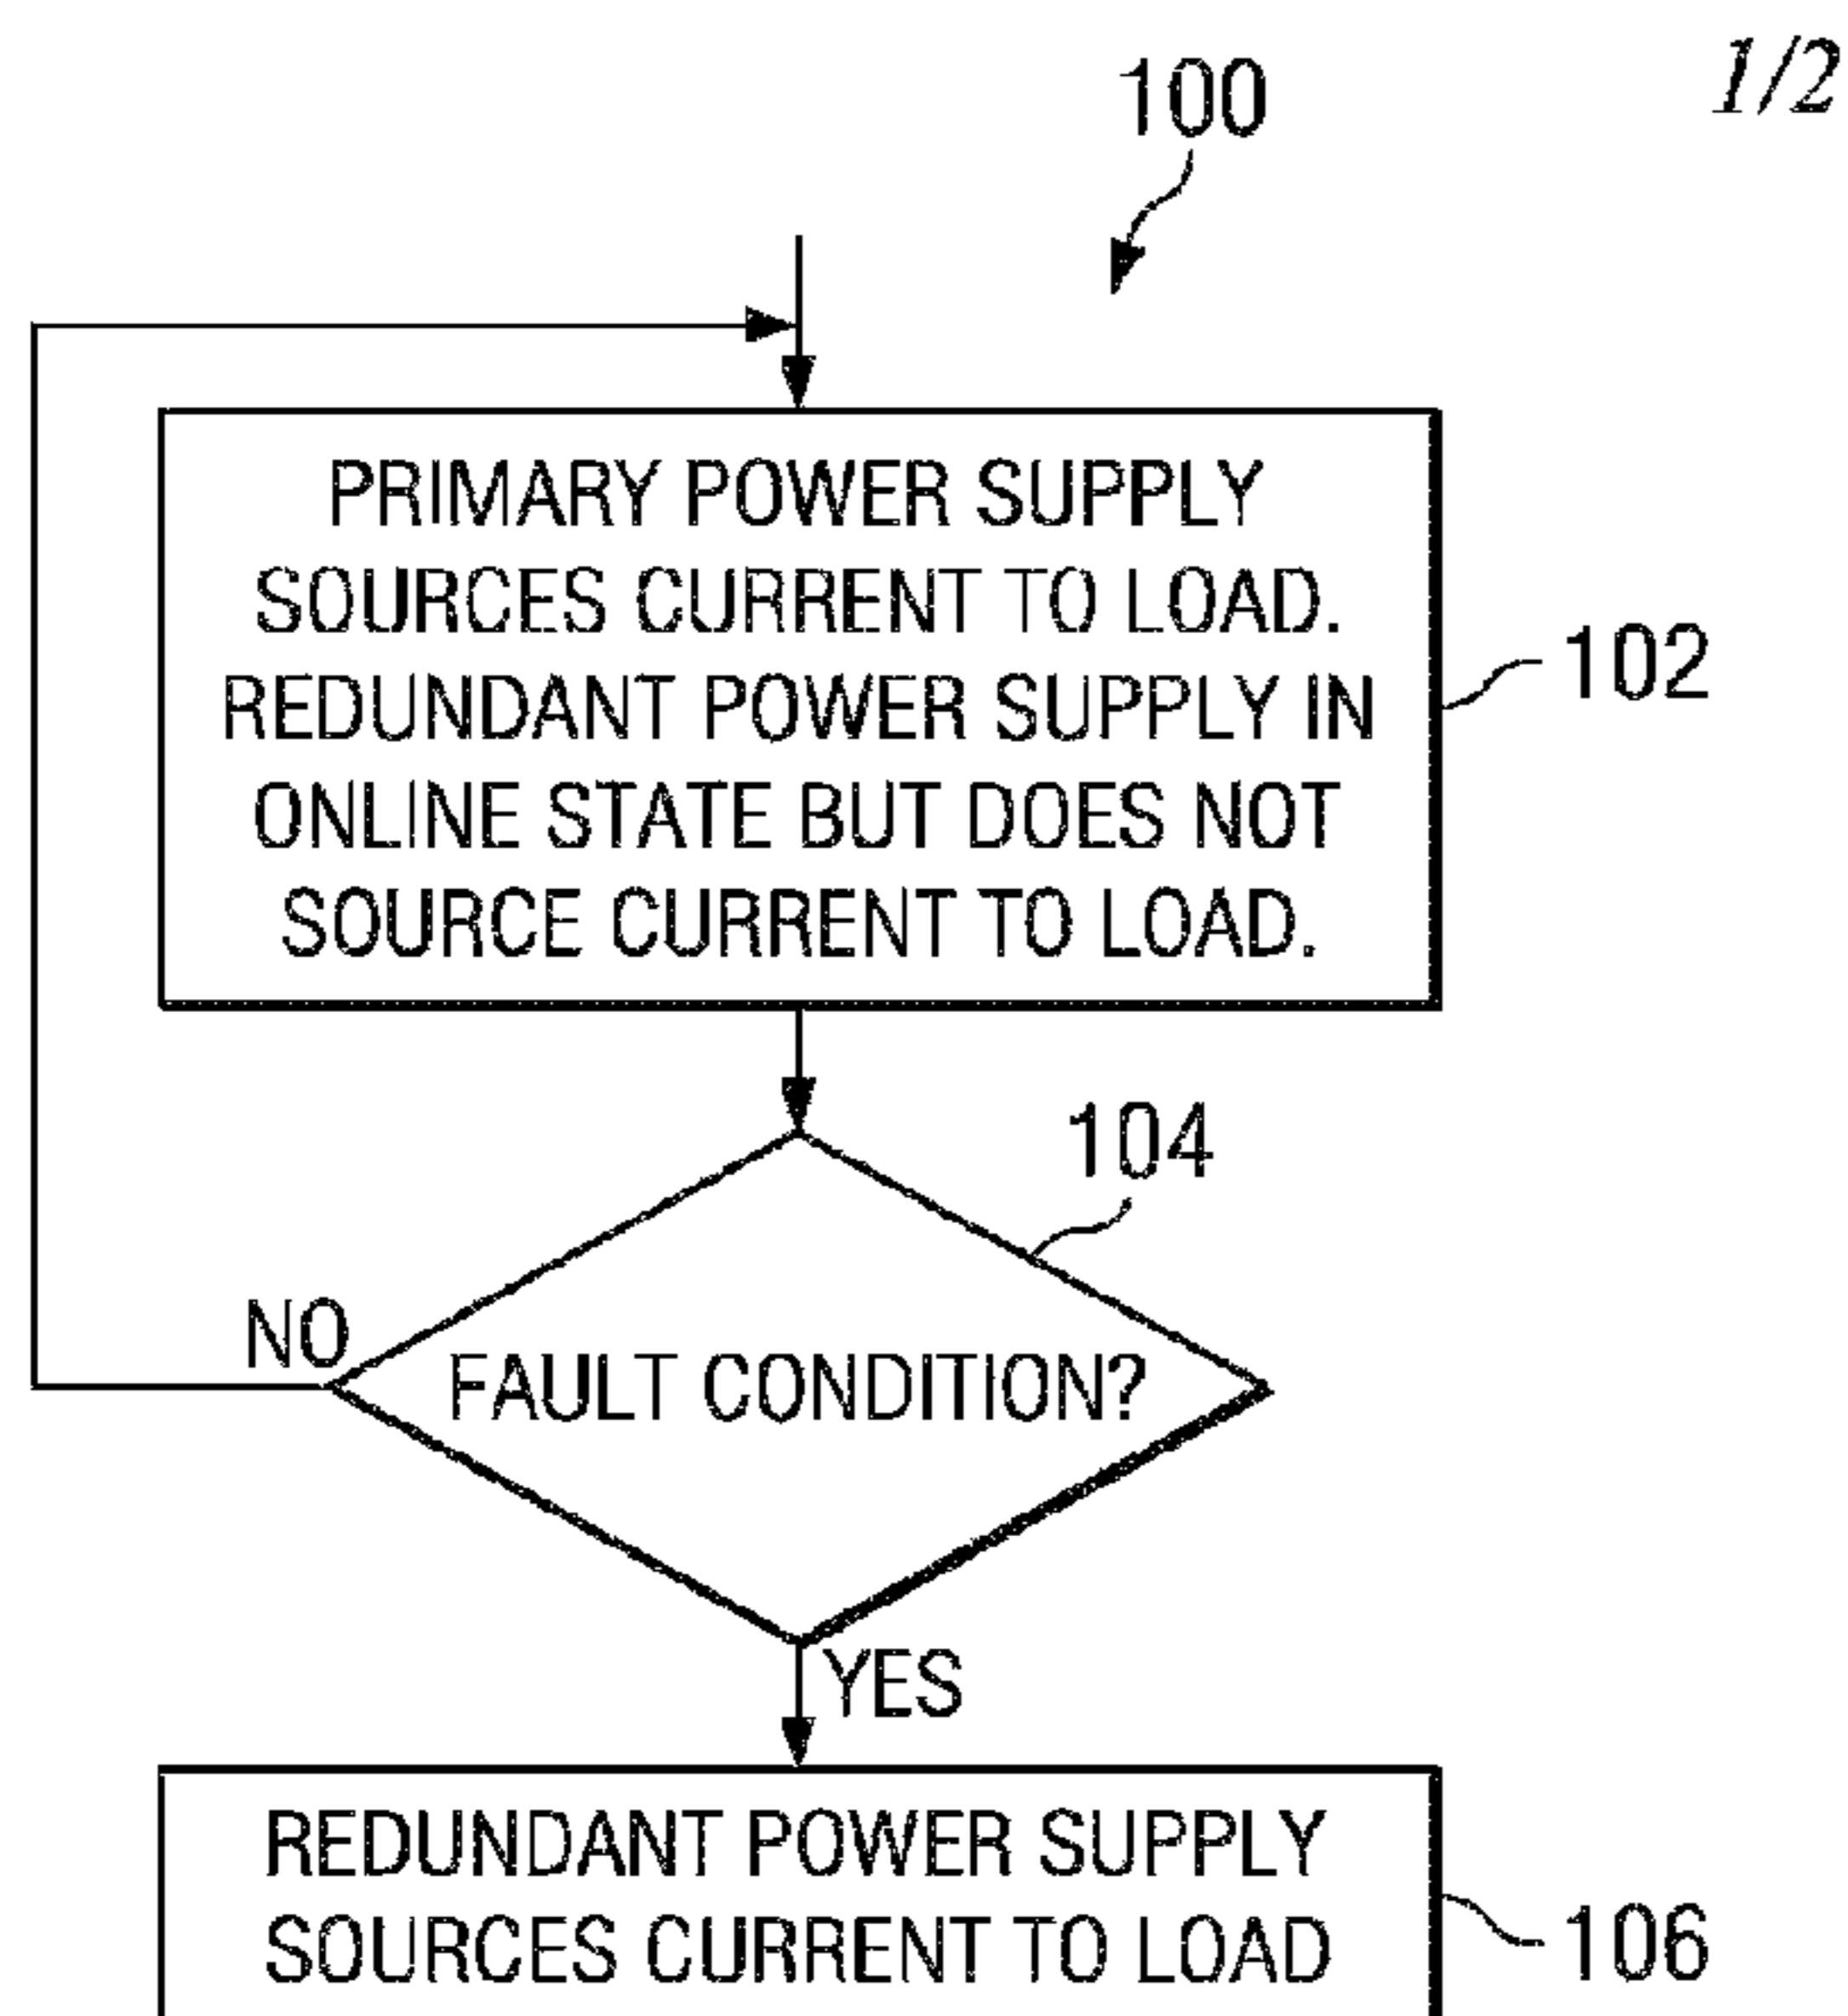 1/2
100
PRIMARY POWER SUPPLY
SOURCES CURRENT TO LOAD.
REDUNDANT POWER SUPPLY IN
ONLINE STATE BUT DOES NOT
SOURCE CURRENT TO LOAD.
102
104
NO
FAULT CONDITION?
YES
REDUNDANT POWER SUPPLY
SOURCES CURRENT TO LOAD
106